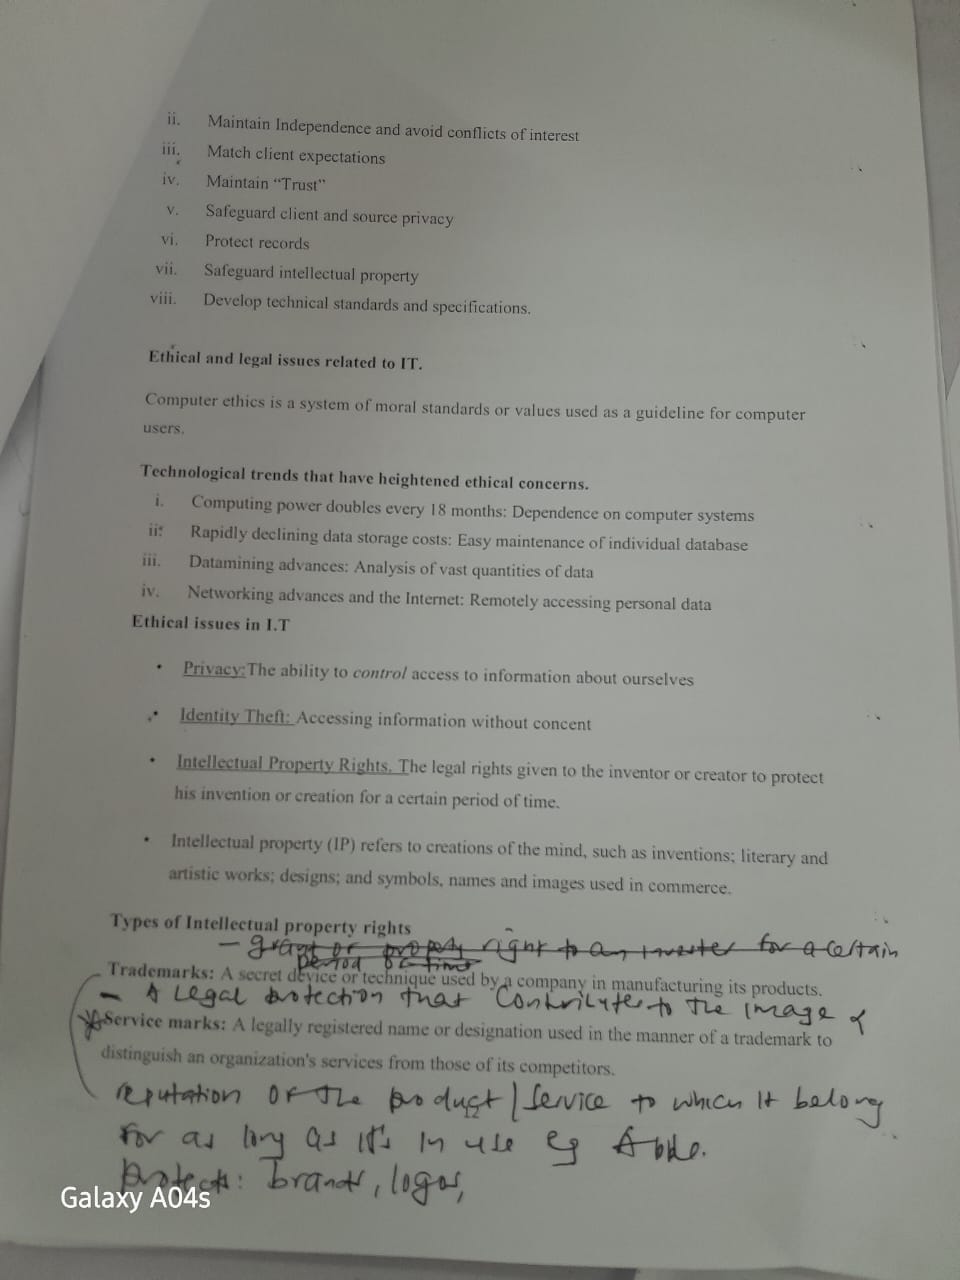 ii. Maintain Independence and avoid conflicts of interest
iii. Match client expectations
iv. Maintain “Trust”
v. Safeguard client and source privacy
vi. Protect records
vii. Safeguard intellectual property
viii. Develop technical standards and specifications.
Ethical and legal issues related to IT.
Computer ethics is a system of moral standards or values used as a guideline for computer
users.
Technological trends that have heightened ethical concerns.
i. Computing power doubles every 18 months: Dependence on computer systems
ii. Rapidly declining data storage costs: Easy maintenance of individual database
iii. Datamining advances: Analysis of vast quantities of data
iv. Networking advances and the Internet: Remotely accessing personal data
Ethical issues in I.T
• Privacy:The ability to control access to information about ourselves
• Identity Theft: Accessing information without concent
• Intellectual Property Rights. The legal rights given to the inventor or creator to protect
his invention or creation for a certain period of time.
• Intellectual property (IP) refers to creations of the mind, such as inventions; literary and
artistic works; designs; and symbols, names and images used in commerce.
Types of Intellectual property rights
- property right to an for a certain
period of time
Trademarks: A secret device or technique used by a company in manufacturing its products.
- A Legal protection that contributes to the image &
Service marks: A legally registered name or designation used in the manner of a trademark to
distinguish an organization's services from those of its competitors.
reputation of the product / service to which it belong
for as long as it's in use eg
protects: brands, logos,
Galaxy A04s